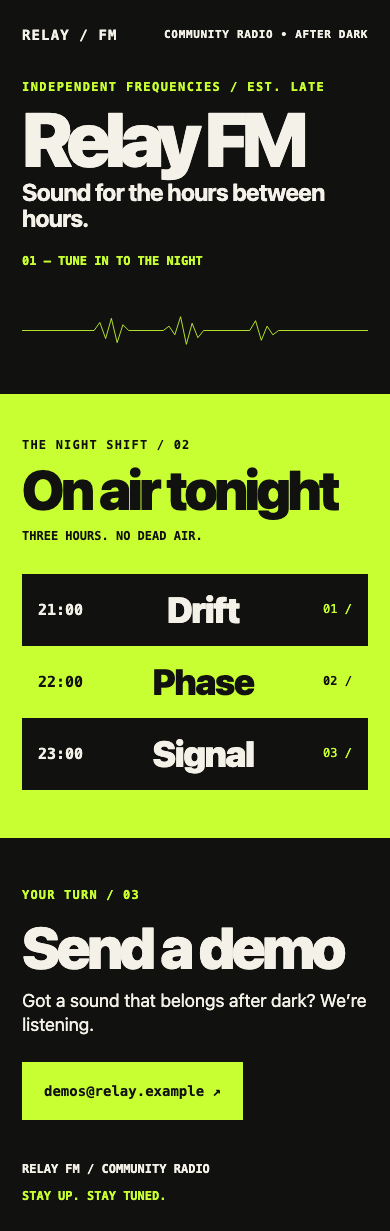 RELAY / FM
COMMUNITY RADIO • AFTER DARK
INDEPENDENT FREQUENCIES / EST. LATE
Relay FM
Sound for the hours between
hours.
01 — TUNE IN TO THE NIGHT
THE NIGHT SHIFT / 02
On air tonight
THREE HOURS. NO DEAD AIR.
21:00 Drift 01 /
22:00 Phase 02 /
23:00 Signal 03 /
YOUR TURN / 03
Send a demo
Got a sound that belongs after dark? We’re
listening.
demos@relay.example ↗
RELAY FM / COMMUNITY RADIO
STAY UP. STAY TUNED.